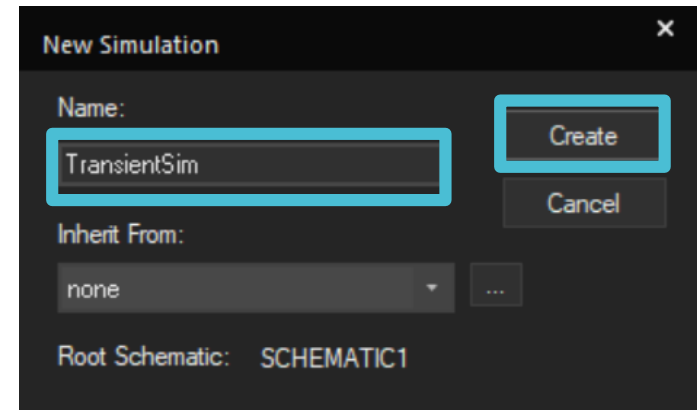 New Simulation
×
Name:
TransientSim
Create
Cancel
Inherit From:
none
...
Root Schematic: SCHEMATIC1